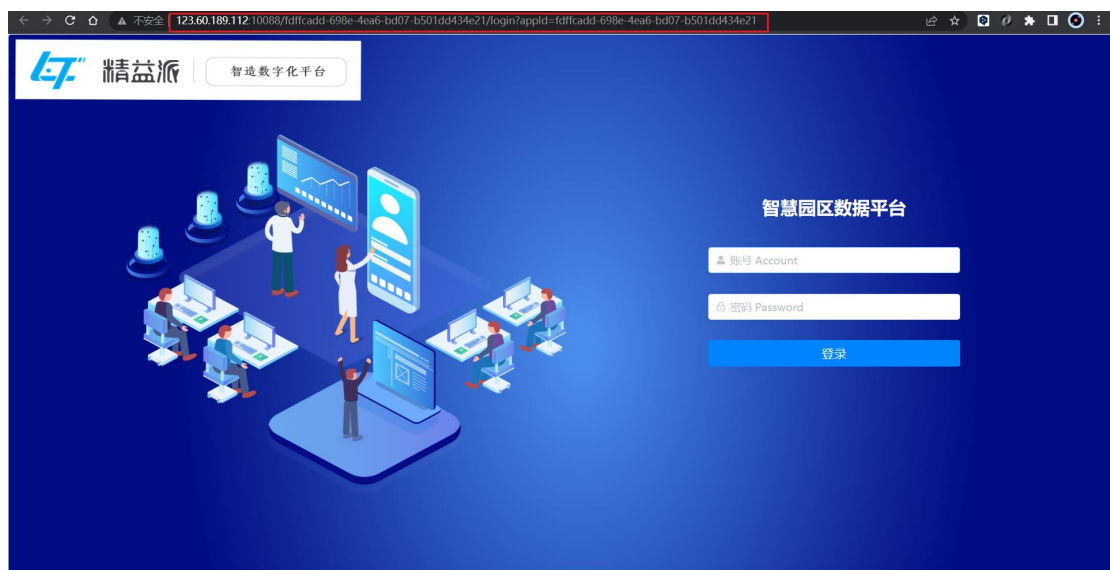 不安全 123.60.189.112:10088/fdffcadd-698e-4ea6-bd07-b501dd434e21/login?appId=fdffcadd-698e-4ea6-bd07-b501dd434e21
精益派 智造数字化平台
智慧园区数据平台
账号 Account
密码 Password
登录